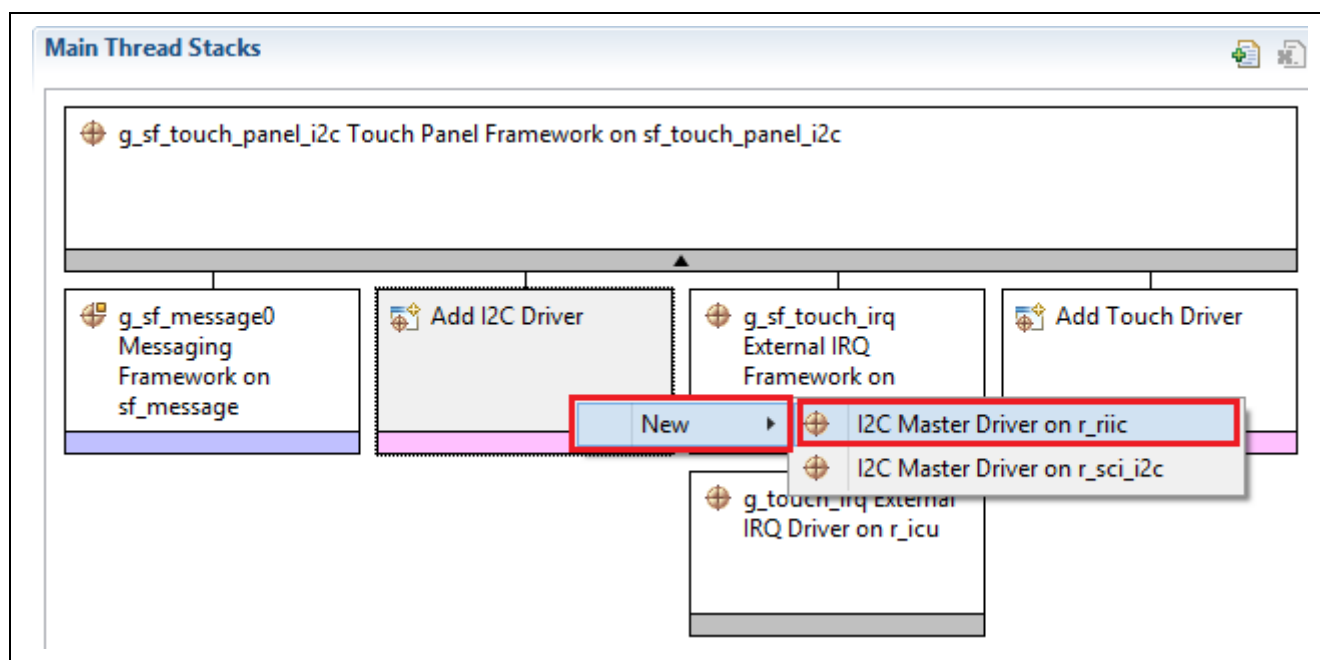 Main Thread Stacks
g_sf_touch_panel_i2c Touch Panel Framework on sf_touch_panel_i2c
g_sf_message0
Messaging
Framework on
sf_message
Add I2C Driver
g_sf_touch_irq
External IRQ
Framework on
Add Touch Driver
New
I2C Master Driver on r_riic
I2C Master Driver on r_sci_i2c
g_touch_irq External
IRQ Driver on r_icu